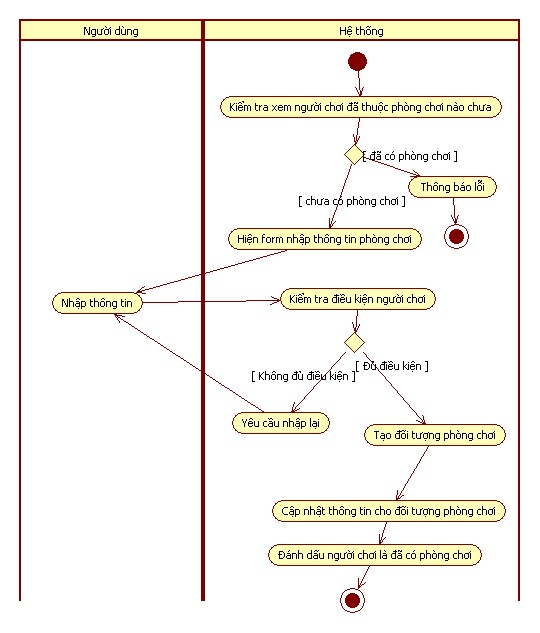 Người dùng
Hệ thống
Kiểm tra xem người chơi đã thuộc phòng chơi nào chưa
[ đã có phòng chơi ]
Thông báo lỗi
[ chưa có phòng chơi ]
Hiện form nhập thông tin phòng chơi
Nhập thông tin
Kiểm tra điều kiện người chơi
[ Không đủ điều kiện ]
[ Đủ điều kiện ]
Yêu cầu nhập lại
Tạo đối tượng phòng chơi
Cập nhật thông tin cho đối tượng phòng chơi
Đánh dấu người chơi là đã có phòng chơi